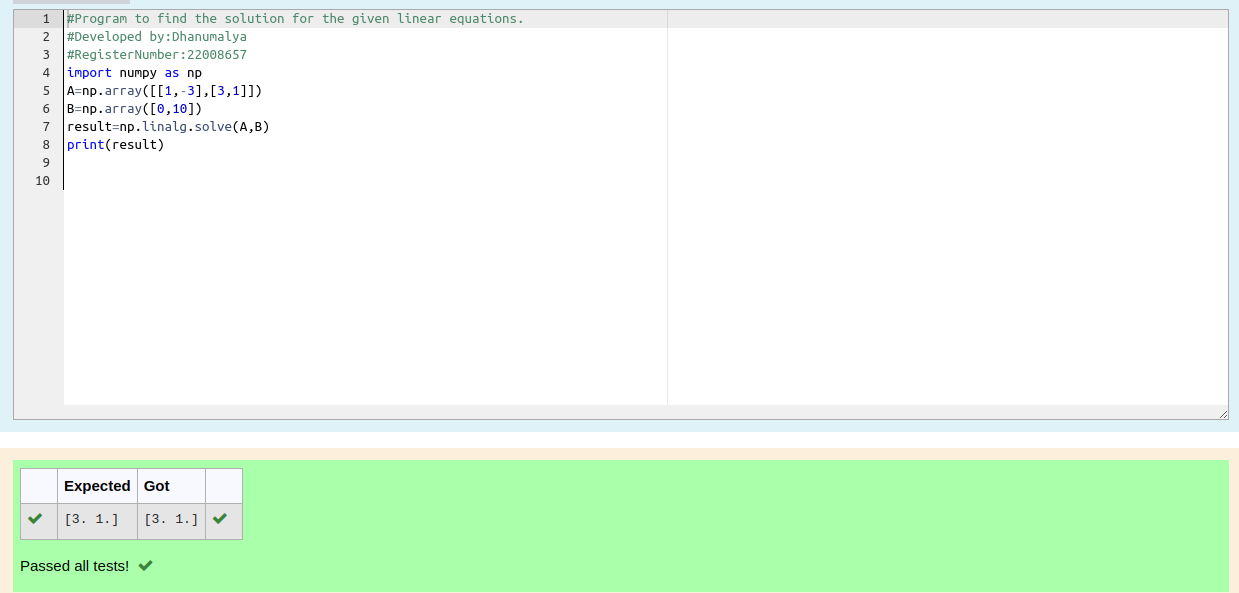 1 #Program to find the solution for the given linear equations.
2 #Developed by:Dhanumalya
3 #RegisterNumber:22008657
4 import numpy as np
5 A=np.array([[1,-3],[3,1]])
6 B=np.array([0,10])
7 result=np.linalg.solve(A,B)
8 print(result)
9
10
Expected Got
[3. 1.] [3. 1.]
Passed all tests!